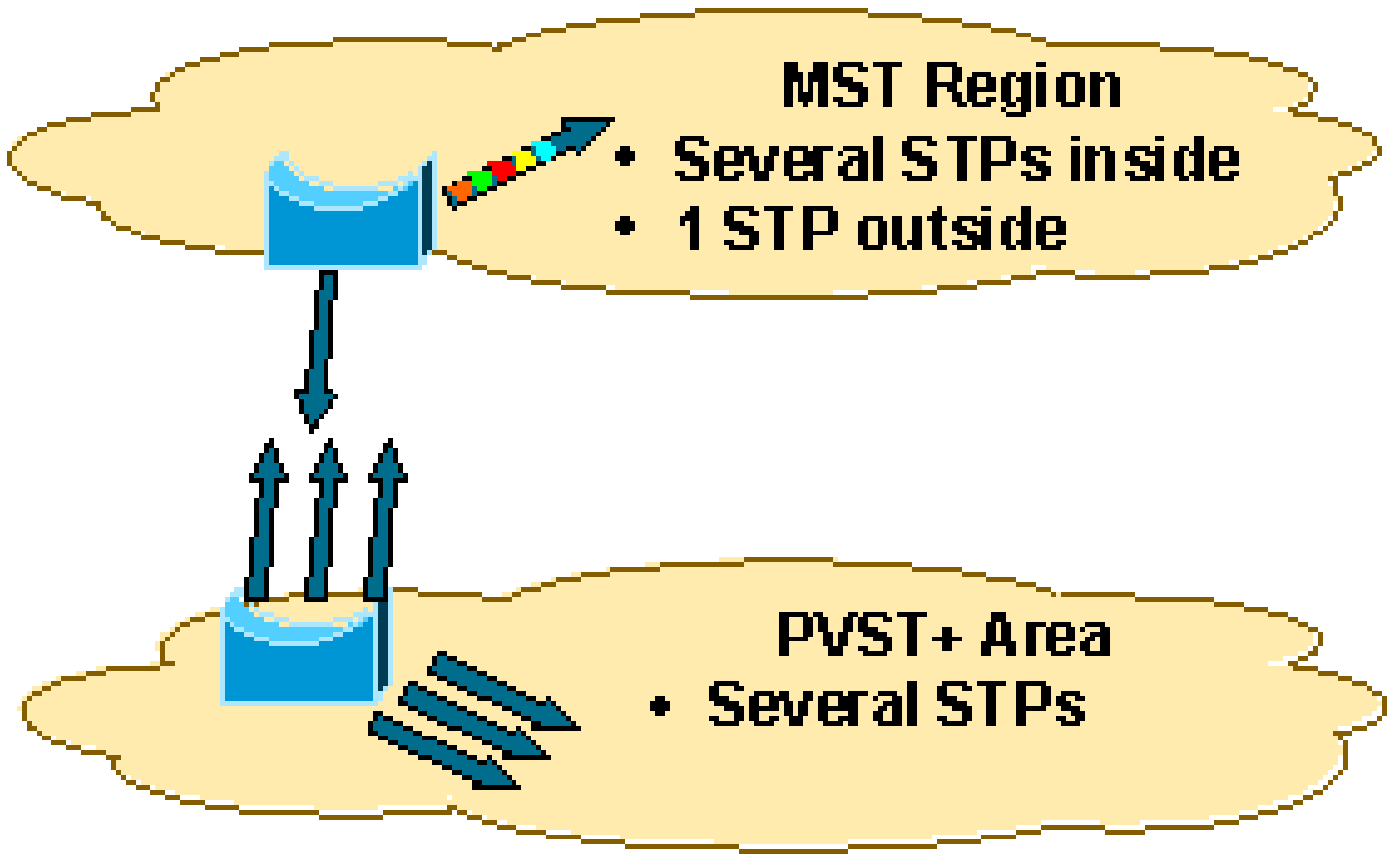 MST Region
• Several STPs inside
• 1 STP outside
PVST+ Area
• Several STPs